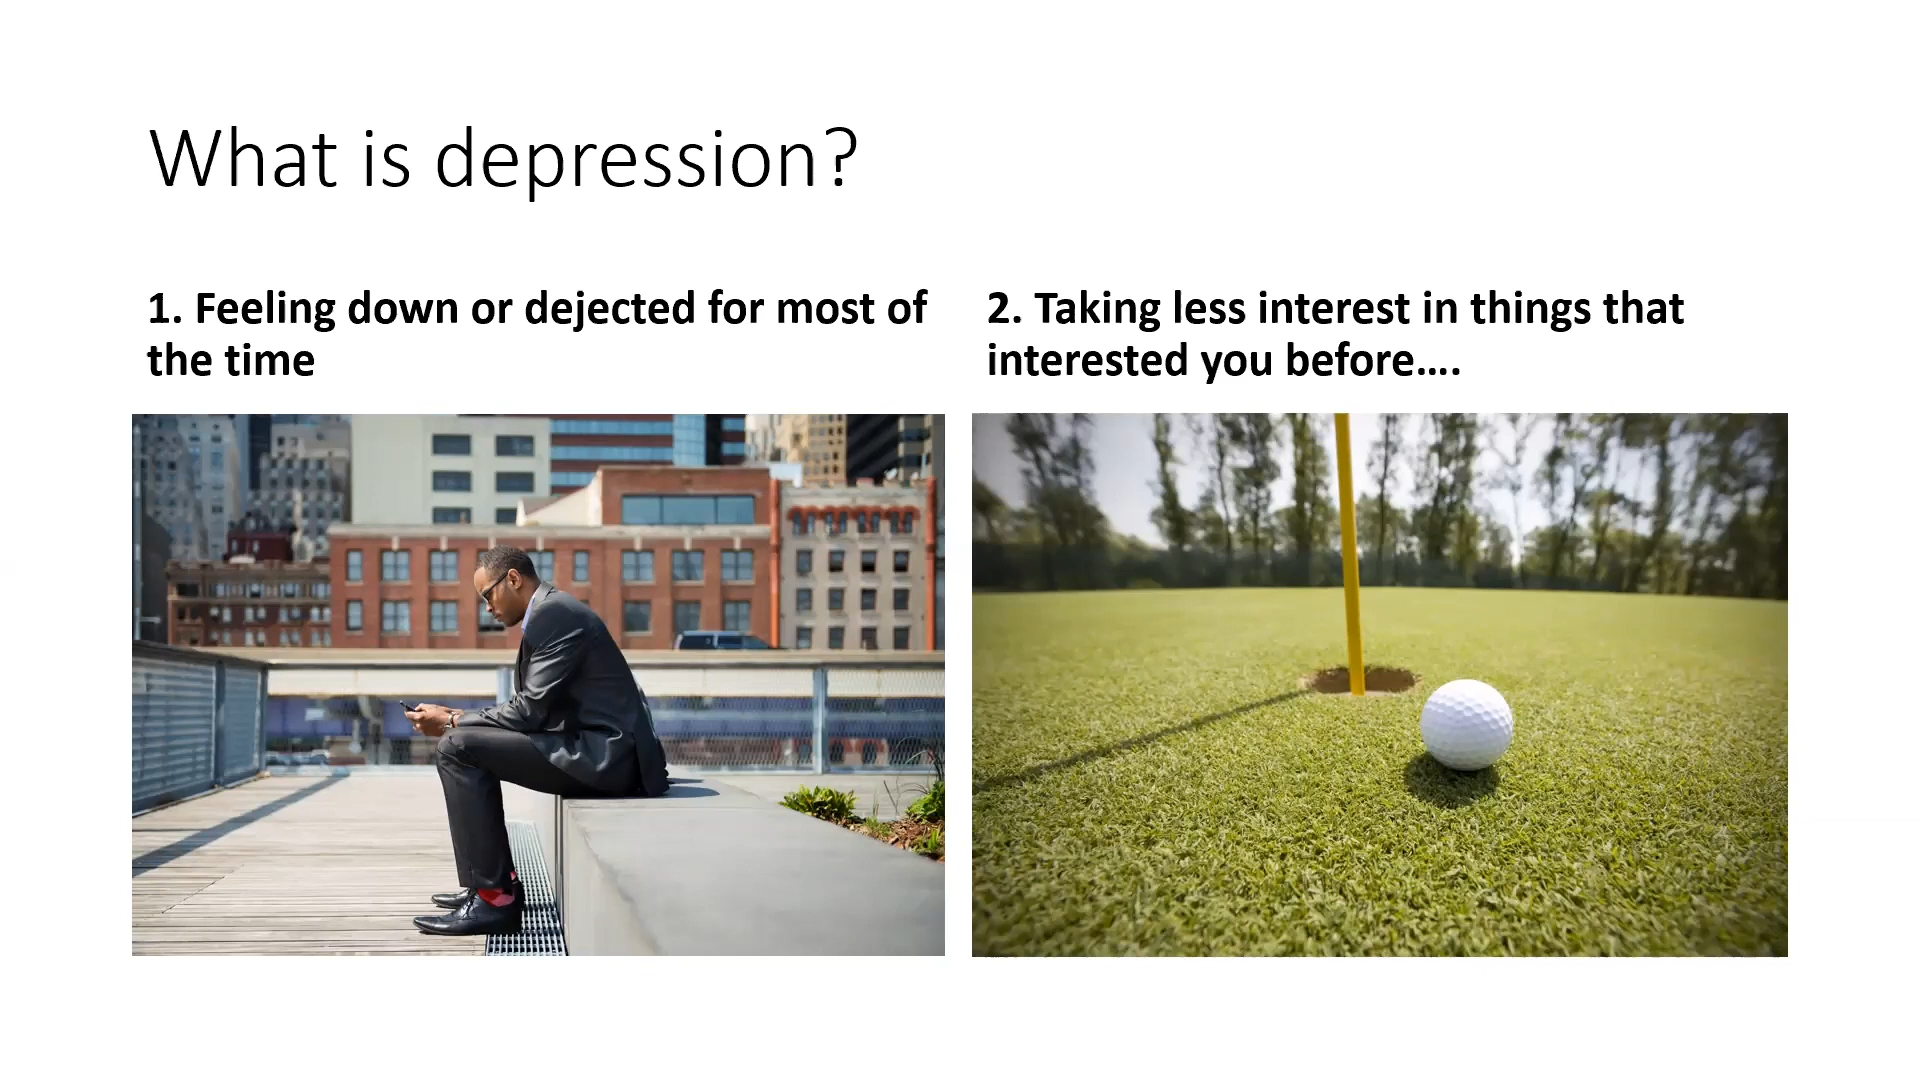 What is depression?
1. Feeling down or dejected for most of
the time
2. Taking less interest in things that
interested you before….